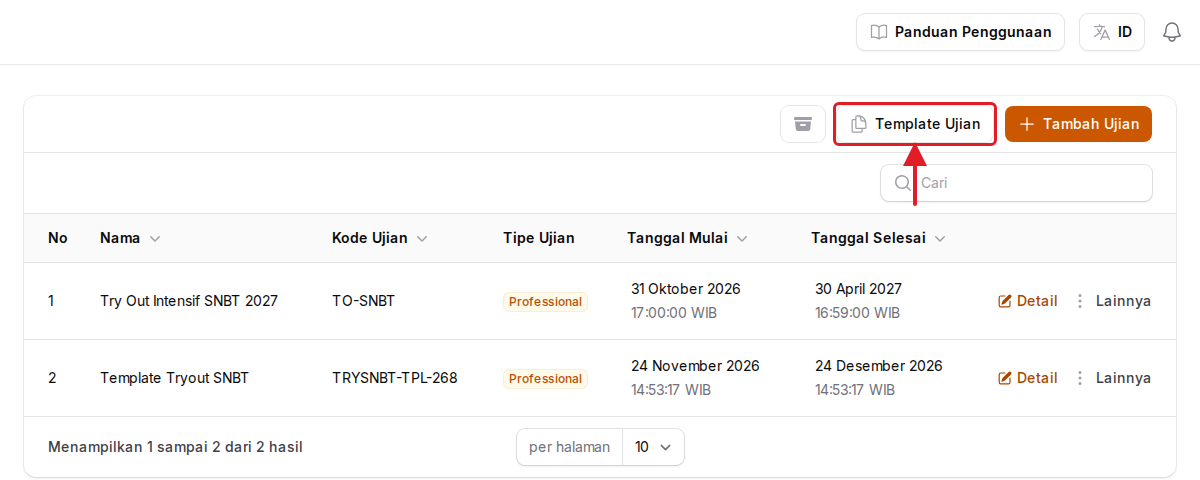 Panduan Penggunaan ID
Template Ujian Tambah Ujian
Cari
No Nama Kode Ujian Tipe Ujian Tanggal Mulai Tanggal Selesai
1 Try Out Intensif SNBT 2027 TO-SNBT Professional 31 Oktober 2026 17:00:00 WIB 30 April 2027 16:59:00 WIB Detail Lainnya
2 Template Tryout SNBT TRYSNBT-TPL-268 Professional 24 November 2026 14:53:17 WIB 24 Desember 2026 14:53:17 WIB Detail Lainnya
Menampilkan 1 sampai 2 dari 2 hasil per halaman 10